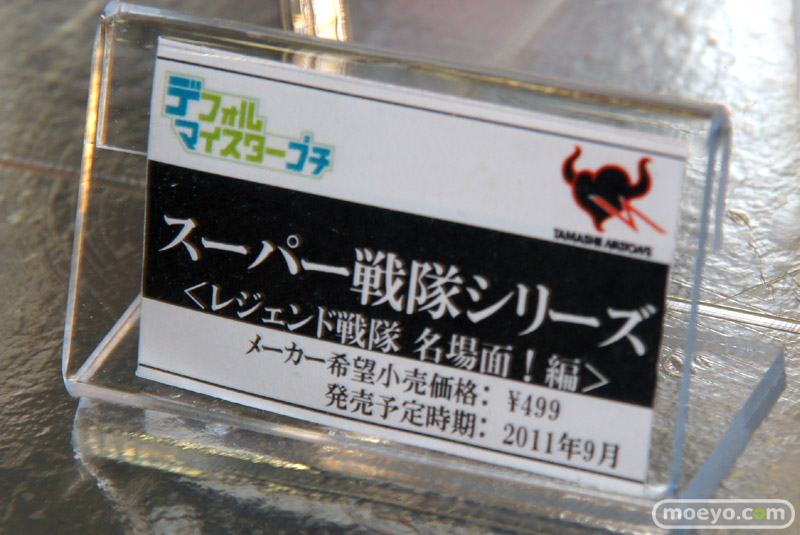 デフォル
マイスタープチ
TAMASHII NATIONS
スーパー戦隊シリーズ
<レジェンド戦隊 名場面！編>
メーカー希望小売価格：¥499
発売予定時期：2011年9月
moeyo.com